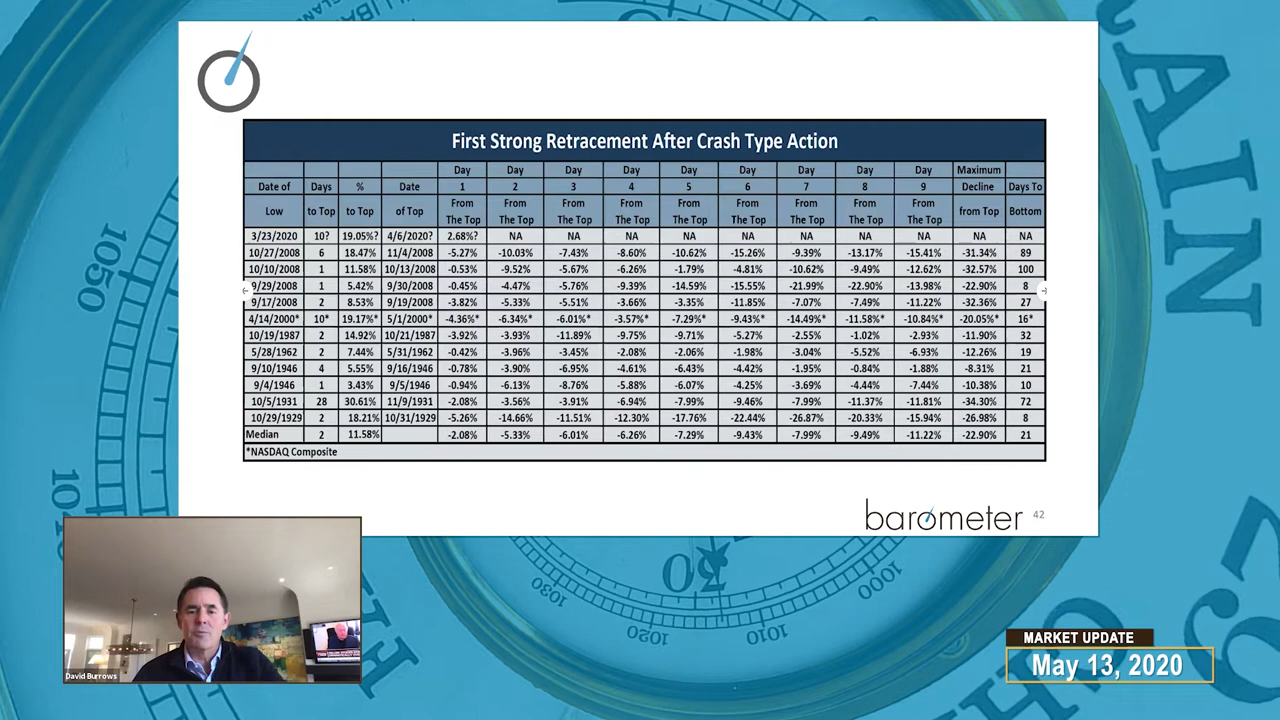 First Strong Retracement After Crash Type Action
Day Day Day Day Day Day Day Day Day Maximum
Date of Days % Date 1 2 3 4 5 6 7 8 9 Decline Days To
Low to Top to Top of Top From The Top From The Top From The Top From The Top From The Top From The Top From The Top From The Top From The Top from Top Bottom
3/23/2020 10? 19.05%? 4/6/2020? 2.68%? NA NA NA NA NA NA NA NA NA NA
10/27/2008 6 18.47% 11/4/2008 -5.27% -10.03% -7.43% -8.60% -10.62% -15.26% -9.39% -13.17% -15.41% -31.34% 89
10/10/2008 1 11.58% 10/13/2008 -0.53% -9.52% -5.67% -6.26% -1.79% -4.81% -10.62% -9.49% -12.62% -32.57% 100
9/29/2008 1 5.42% 9/30/2008 -0.45% -4.47% -5.76% -9.39% -14.59% -15.55% -21.99% -22.90% -13.98% -22.90% 8
9/17/2008 2 8.53% 9/19/2008 -3.82% -5.33% -5.51% -3.66% -3.35% -11.85% -7.07% -7.49% -11.22% -32.36% 27
4/14/2000* 10* 19.17%* 5/1/2000* -4.36%* -6.34%* -6.01%* -3.57%* -7.29%* -9.43%* -14.49%* -11.58%* -10.84%* -20.05%* 16*
10/19/1987 2 14.92% 10/21/1987 -3.92% -3.93% -11.89% -9.75% -9.71% -5.27% -2.55% -1.02% -2.93% -11.90% 32
5/28/1962 2 7.44% 5/31/1962 -0.42% -3.96% -3.45% -2.08% -2.06% -1.98% -3.04% -5.52% -6.93% -12.26% 19
9/10/1946 4 5.55% 9/16/1946 -0.78% -3.90% -6.95% -4.61% -6.43% -4.42% -1.95% -0.84% -1.88% -8.31% 21
9/4/1946 1 3.43% 9/5/1946 -0.94% -6.13% -8.76% -5.88% -6.07% -4.25% -3.69% -4.44% -7.44% -10.38% 10
10/5/1931 28 30.61% 11/9/1931 -2.08% -3.56% -3.91% -6.94% -7.99% -9.46% -7.99% -11.37% -11.81% -34.30% 72
10/29/1929 2 18.21% 10/31/1929 -5.26% -14.66% -11.51% -12.30% -17.76% -22.44% -26.87% -20.33% -15.94% -26.98% 8
Median 2 11.58% -2.08% -5.33% -6.01% -6.26% -7.29% -9.43% -7.99% -9.49% -11.22% -22.90% 21
*NASDAQ Composite
barometer 42
1050
1040
1030
1020
1010
1000
30
29
David Burrows
MARKET UPDATE
May 13, 2020